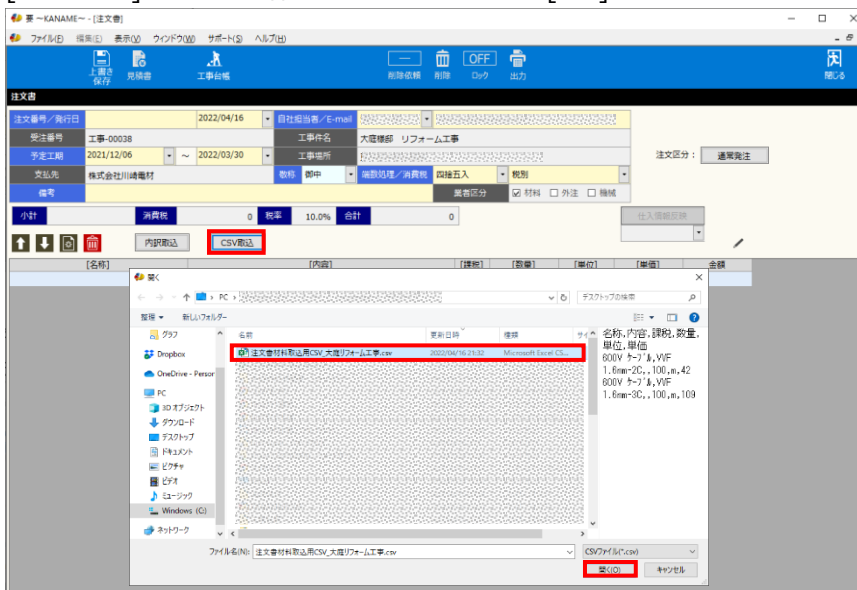 要 ～KANAME～ - [注文書]
ファイル(F) 編集(E) 表示(V) ウィンドウ(W) サポート(S) ヘルプ(H)
上書き保存 見積書 工事台帳 削除依頼 削除 OFF ロック 出力 閉じる
注文書
注文番号／発行日 2022/04/16 自社担当者／E-mail
受注番号 工事-00038 工事件名 大庭様邸 リフォーム工事
予定工期 2021/12/06 ～ 2022/03/30 工事場所 注文区分： 通常発注
支払先 株式会社川崎電材 敬称 御中 端数処理／消費税 四捨五入 税別
備考 業者区分 材料 外注 機械
小計 消費税 0 税率 10.0% 合計 0 仕入情報反映
内訳取込 CSV取込
[名称] [内容] [課税] [数量] [単位] [単価] 金額
開く
PC デスクトップの検索
整理 新しいフォルダー
グラフ
Dropbox
OneDrive - Person
PC
3D オブジェクト
ダウンロード
デスクトップ
ドキュメント
ピクチャ
ビデオ
ミュージック
Windows (C:)
ネットワーク
名前 更新日時 種類 サイ
注文書材料取込用CSV_大庭リフォーム工事.csv 2022/04/16 21:32 Microsoft Excel CS...
名称,内容,課税,数量,
単位,単価
600V ケーブル,VVF
1.6mm-2C,,100,m,42
600V ケーブル,VVF
1.6mm-3C,,100,m,109
ファイル名(N): 注文書材料取込用CSV_大庭リフォーム工事.csv CSVファイル(*.csv)
開く(O) キャンセル